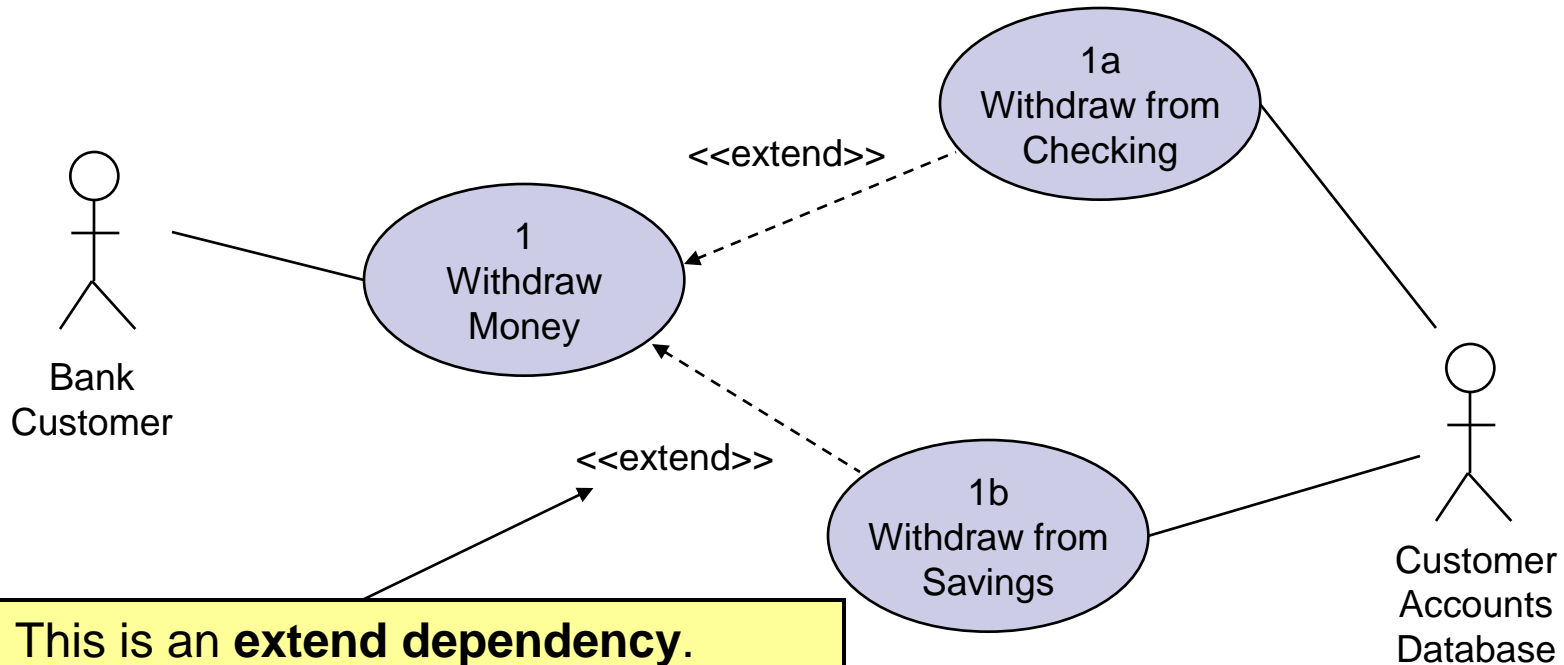 1a
Withdraw from
Checking
<<extend>>
1
Withdraw
Money
Bank
Customer
<<extend>>
1b
Withdraw from
Savings
Customer
Accounts
Database
This is an extend dependency.